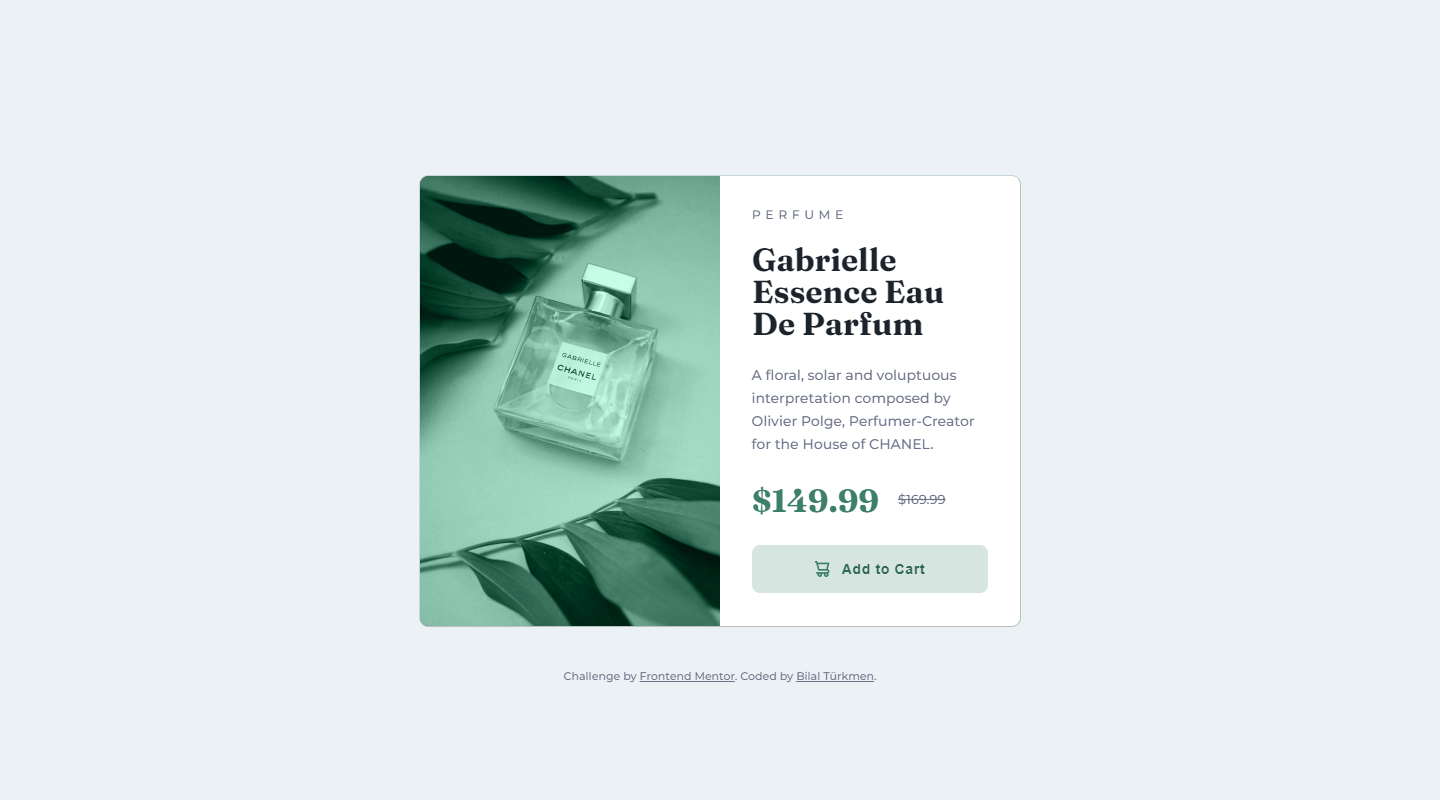 GABRIELLE
CHANEL
PARIS
PERFUME
Gabrielle
Essence Eau
De Parfum
A floral, solar and voluptuous
interpretation composed by
Olivier Polge, Perfumer-Creator
for the House of CHANEL.
$149.99 $169.99
Add to Cart
Challenge by Frontend Mentor. Coded by Bilal Türkmen.